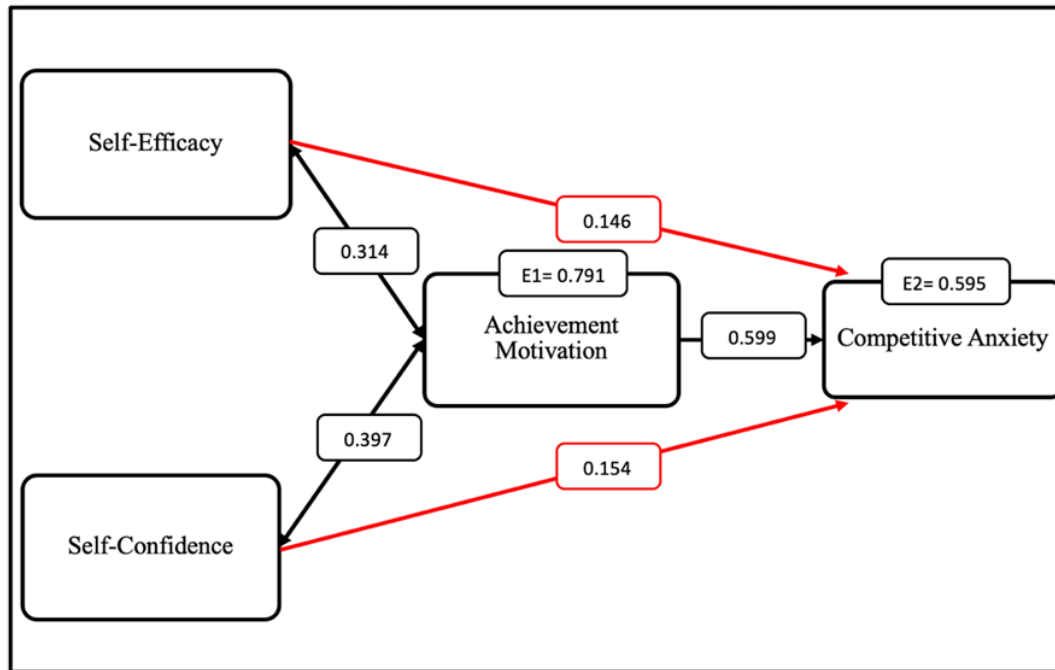 Self-Efficacy
0.146
0.314
E1= 0.791
E2= 0.595
Achievement
Motivation
0.599
Competitive Anxiety
0.397
0.154
Self-Confidence